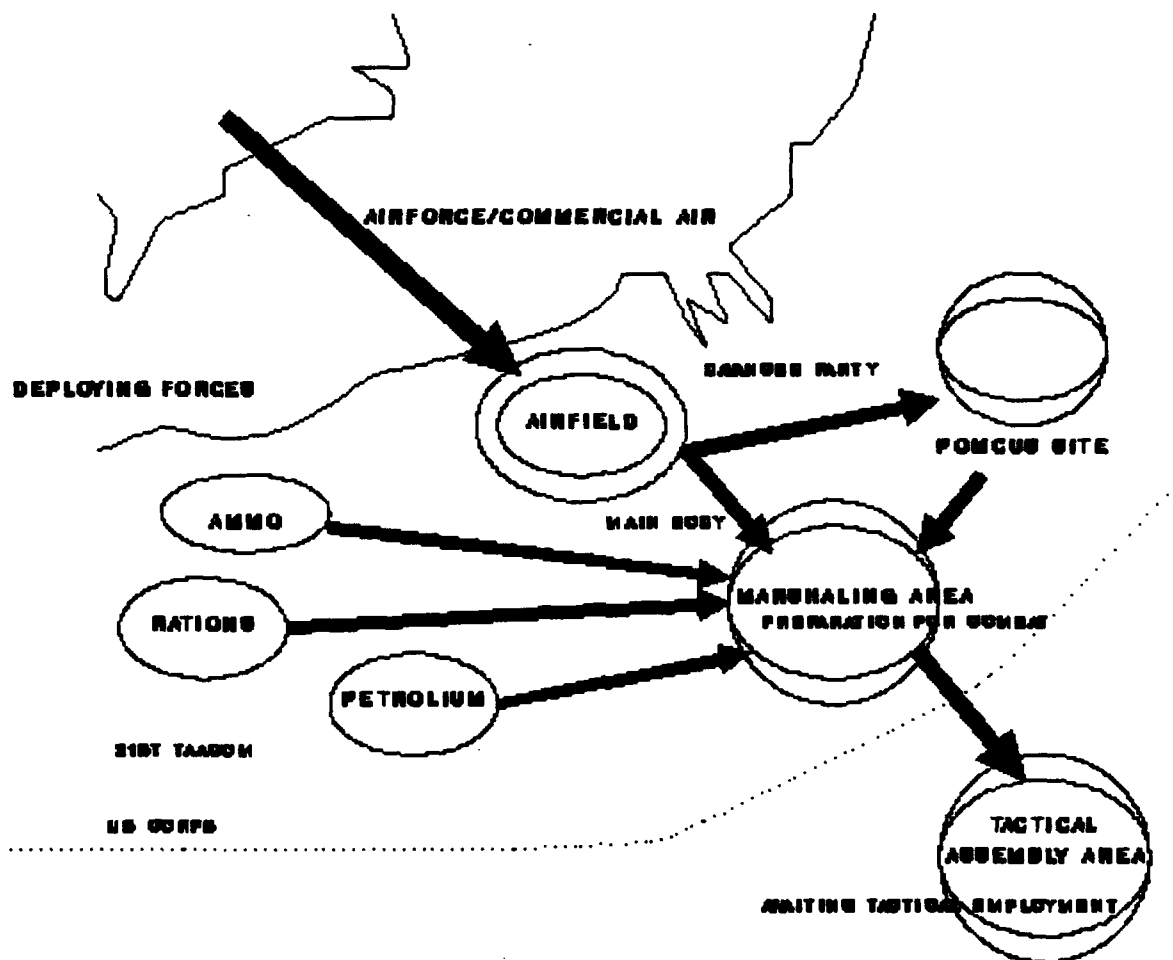 AIRFORCE/COMMERCIAL AIR
DEPLOYING FORCES
PARTY
AIRFIELD
POMCUS SITE
AMMO
MAIN BODY
MARSHALING AREA
PREPARATION FOR COMBAT
RATIONS
PETROLIUM
21ST TAACOM
US CORPS
TACTICAL
ASSEMBLY AREA
AWAITING TACTICAL EMPLOYMENT